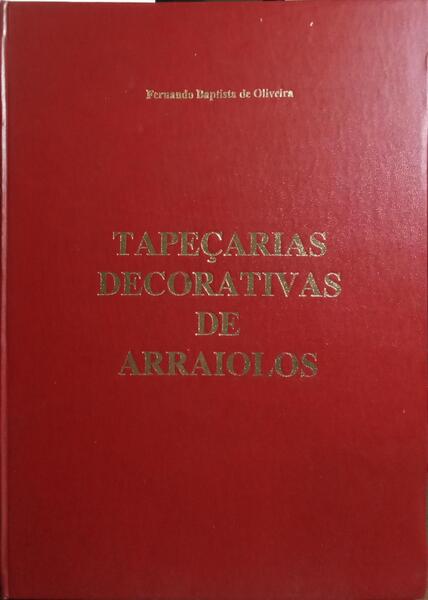 Fernando Baptista de Oliveira
TAPEÇARIAS
DECORATIVAS
DE
ARRAIOLOS